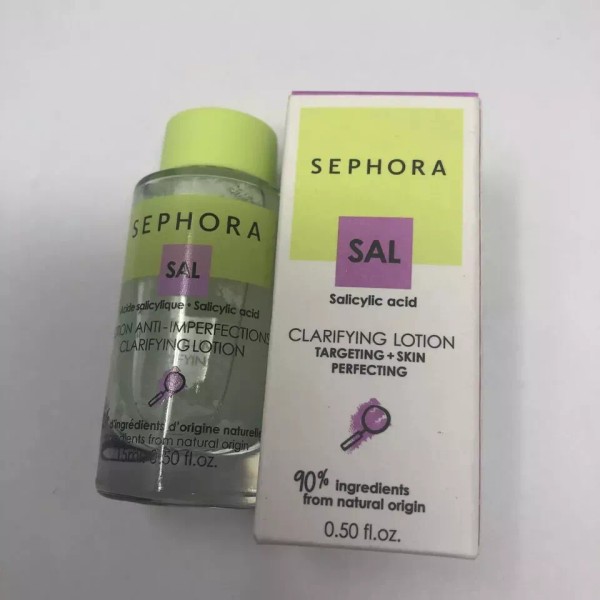 SEPHORA
SAL
Acide salicylique • Salicylic acid
ANTI-IMPERFECTIONS
CLARIFYING LOTION
d'ingrédients d'origine naturelle
from natural origin
0.50 fl.oz.
SEPHORA
SAL
Salicylic acid
CLARIFYING LOTION
TARGETING + SKIN
PERFECTING
90% ingredients
from natural origin
0.50 fl.oz.